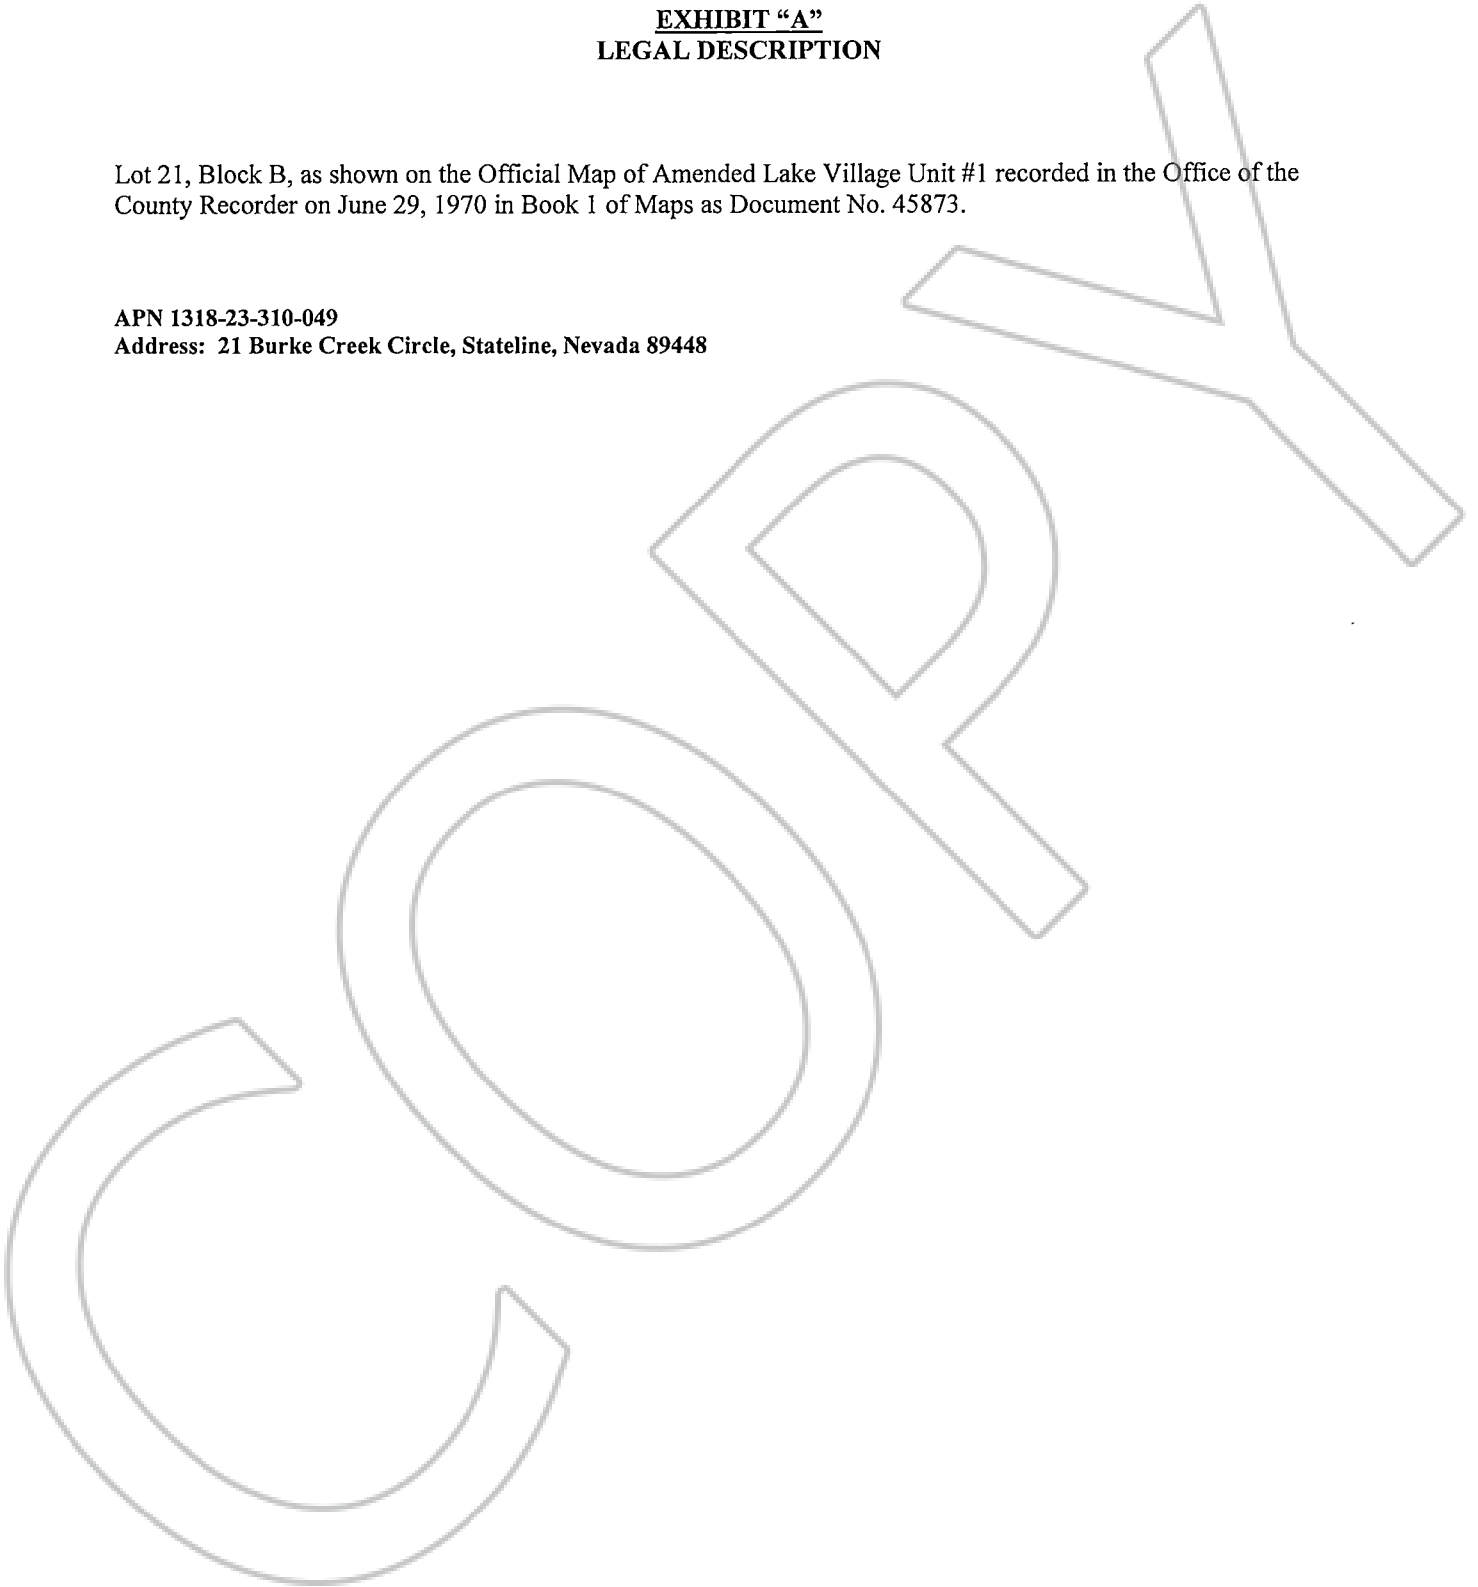 EXHIBIT “A”
LEGAL DESCRIPTION
Lot 21, Block B, as shown on the Official Map of Amended Lake Village Unit #1 recorded in the Office of the
County Recorder on June 29, 1970 in Book 1 of Maps as Document No. 45873.
APN 1318-23-310-049
Address: 21 Burke Creek Circle, Stateline, Nevada 89448
COPY